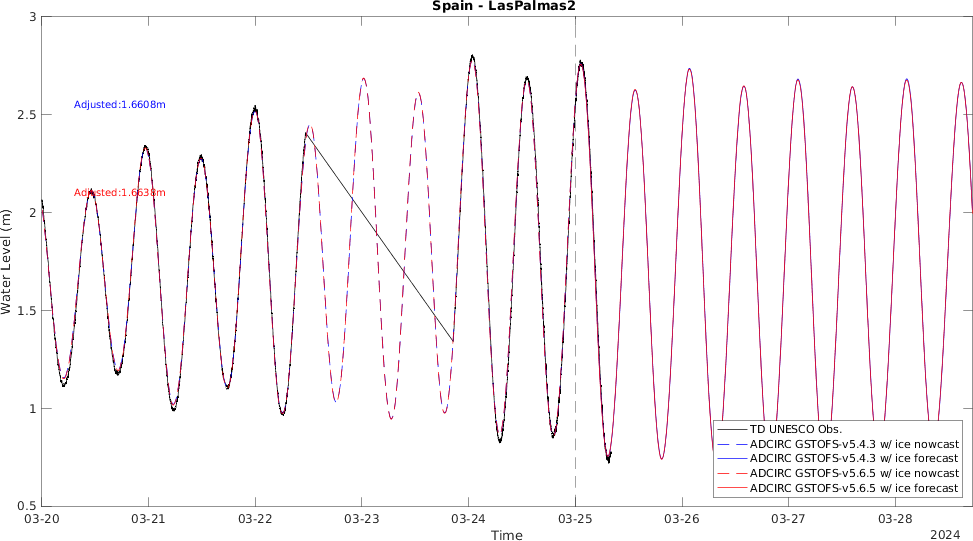 Spain - LasPalmas2
3
2.5
2
1.5
1
0.5
Water Level (m)
Adjusted:1.6608m
Adjusted:1.6638m
TD UNESCO Obs.
ADCIRC GSTOFS-v5.4.3 w/ ice nowcast
ADCIRC GSTOFS-v5.4.3 w/ ice forecast
ADCIRC GSTOFS-v5.6.5 w/ ice nowcast
ADCIRC GSTOFS-v5.6.5 w/ ice forecast
03-20 03-21 03-22 03-23 03-24 03-25 03-26 03-27 03-28
Time
2024